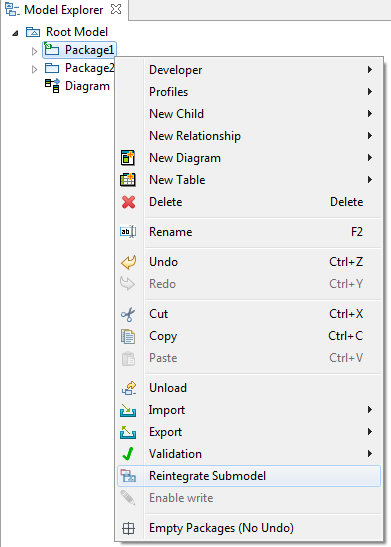 Model Explorer
Root Model
Package1
Package2
Diagram
Developer
Profiles
New Child
New Relationship
New Diagram
New Table
Delete Delete
Rename F2
Undo Ctrl+Z
Redo Ctrl+Y
Cut Ctrl+X
Copy Ctrl+C
Paste Ctrl+V
Unload
Import
Export
Validation
Reintegrate Submodel
Enable write
Empty Packages (No Undo)